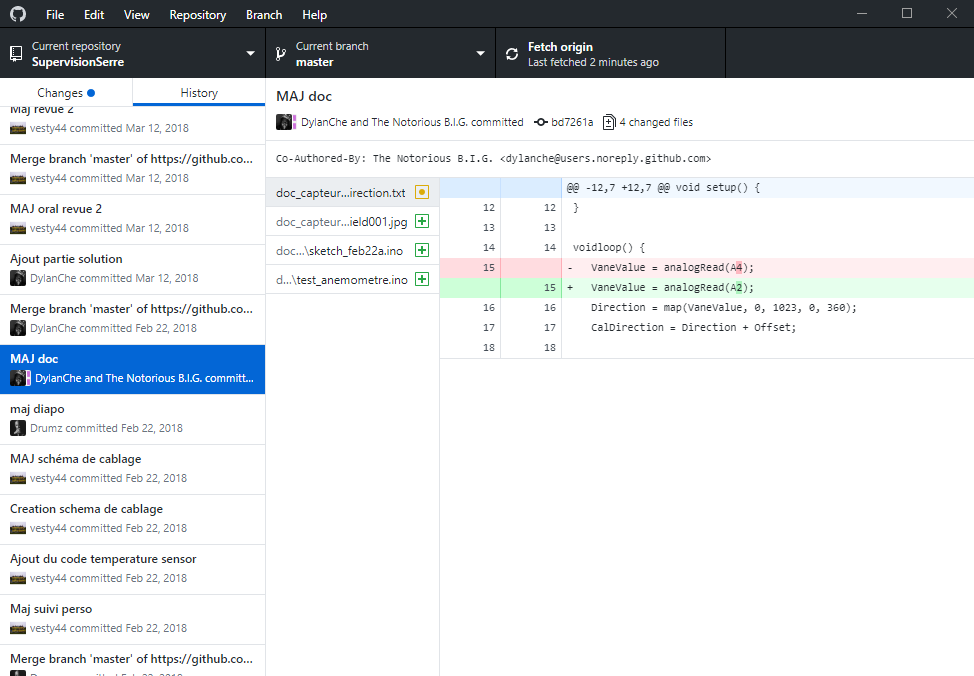 File Edit View Repository Branch Help
Current repository
SupervisionSerre
Current branch
master
Fetch origin
Last fetched 2 minutes ago
Changes
History
Maj revue 2
vesty44 committed Mar 12, 2018
Merge branch 'master' of https://github.co...
vesty44 committed Mar 12, 2018
MAJ oral revue 2
vesty44 committed Mar 12, 2018
Ajout partie solution
DylanChe committed Mar 12, 2018
Merge branch 'master' of https://github.co...
DylanChe committed Feb 22, 2018
MAJ doc
DylanChe and The Notorious B.I.G. committ...
maj diapo
Drumz committed Feb 22, 2018
MAJ schéma de cablage
vesty44 committed Feb 22, 2018
Creation schema de cablage
vesty44 committed Feb 22, 2018
Ajout du code temperature sensor
vesty44 committed Feb 22, 2018
Maj suivi perso
vesty44 committed Feb 22, 2018
Merge branch 'master' of https://github.co...
MAJ doc
DylanChe and The Notorious B.I.G. committed bd7261a 4 changed files
Co-Authored-By: The Notorious B.I.G. <dylanche@users.noreply.github.com>
doc_capteur...irection.txt
doc_capteur...ield001.jpg
doc...\sketch_feb22a.ino
d...\test_anemometre.ino
@@ -12,7 +12,7 @@ void setup() {
12 12 }
13 13
14 14 voidloop() {
15 - VaneValue = analogRead(A4);
15 + VaneValue = analogRead(A2);
16 16 Direction = map(VaneValue, 0, 1023, 0, 360);
17 17 CalDirection = Direction + Offset;
18 18